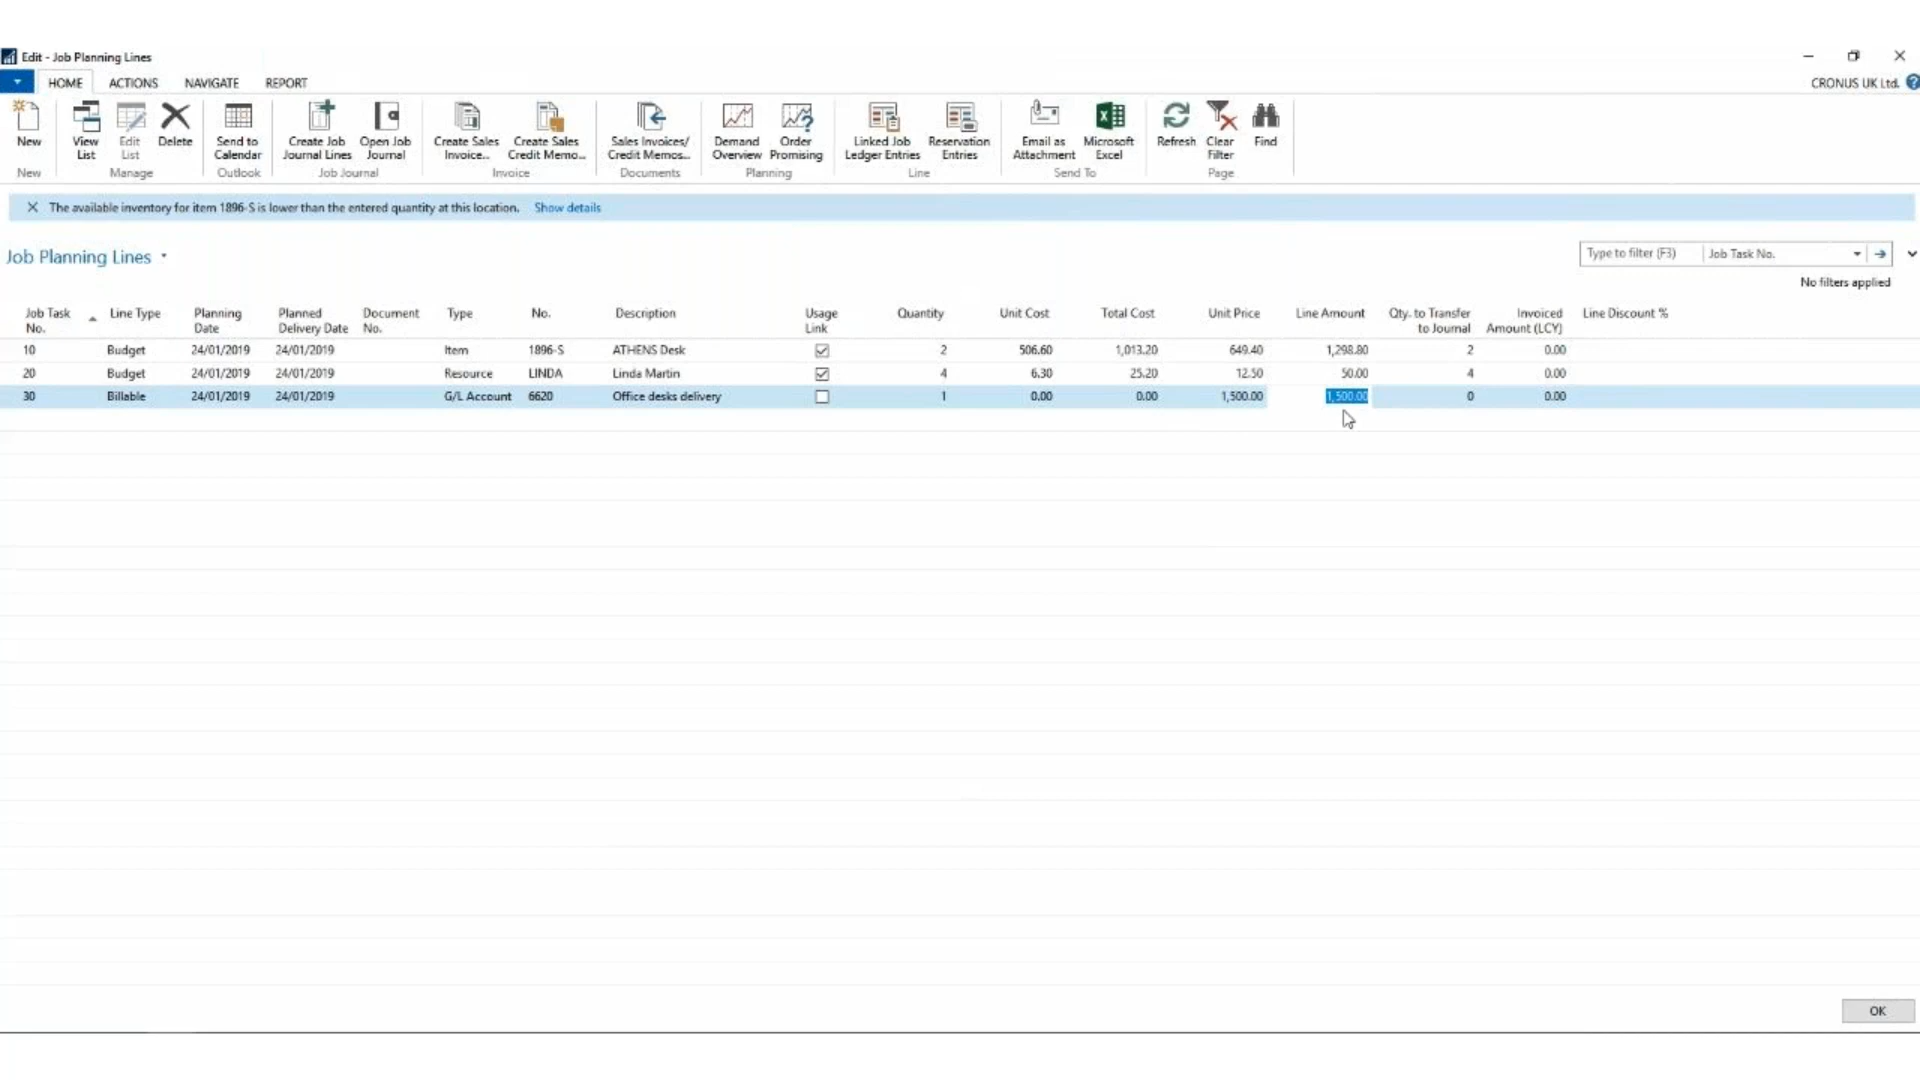 Edit - Job Planning Lines
HOME ACTIONS NAVIGATE REPORT CRONUS UK Ltd. ?
New View List Edit List Delete Send to Calendar Create Job Journal Lines Open Job Journal Create Sales Invoice... Create Sales Credit Memo... Sales Invoices/ Credit Memos... Demand Overview Order Promising Linked Job Ledger Entries Reservation Entries Email as Attachment Microsoft Excel Refresh Clear Filter Find
New Manage Outlook Job Journal Invoice Documents Planning Line Send To Page
The available inventory for item 1896-S is lower than the entered quantity at this location. Show details
Job Planning Lines Type to filter (F3) Job Task No.
No filters applied
Job Task No. Line Type Planning Date Planned Delivery Date Document No. Type No. Description Usage Link Quantity Unit Cost Total Cost Unit Price Line Amount Qty. to Transfer to Journal Invoiced Amount (LCY) Line Discount %
10 Budget 24/01/2019 24/01/2019 Item 1896-S ATHENS Desk 2 506.60 1,013.20 649.40 1,298.80 2 0.00
20 Budget 24/01/2019 24/01/2019 Resource LINDA Linda Martin 4 6.30 25.20 12.50 50.00 4 0.00
30 Billable 24/01/2019 24/01/2019 G/L Account 6620 Office desks delivery 1 0.00 0.00 1,500.00 1,500.00 0 0.00
OK